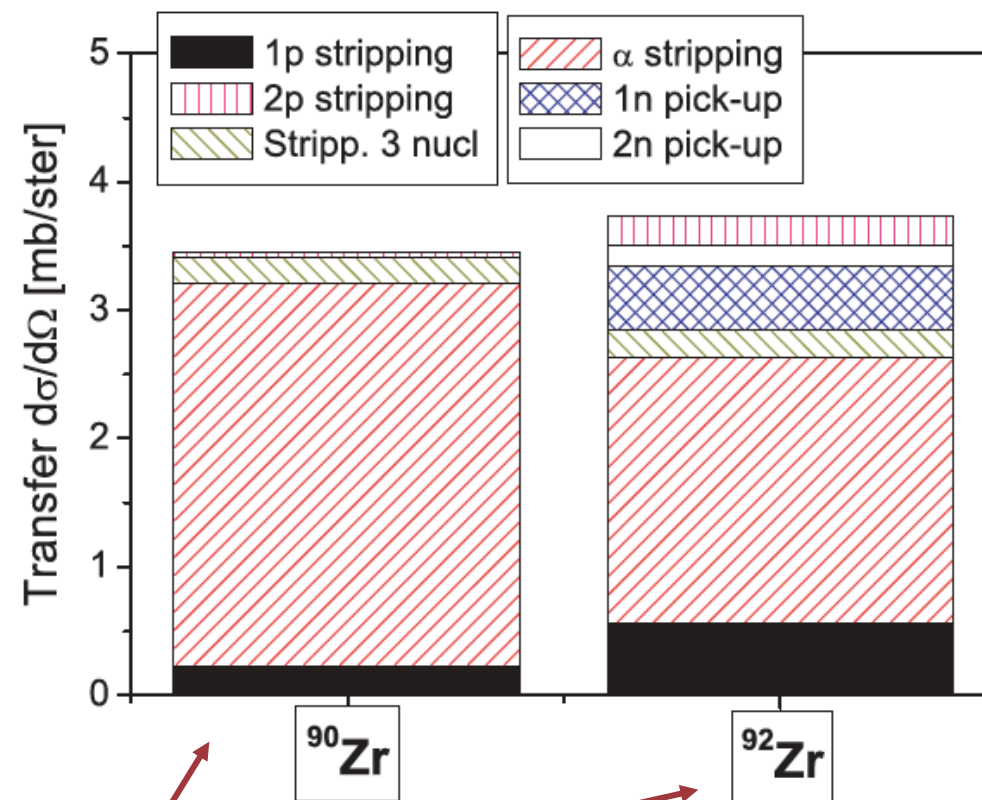 5
1p stripping
2p stripping
Stripp. 3 nucl
α stripping
1n pick-up
2n pick-up
4
3
2
1
0
Transfer dσ/dΩ [mb/ster]
⁹⁰Zr
⁹²Zr